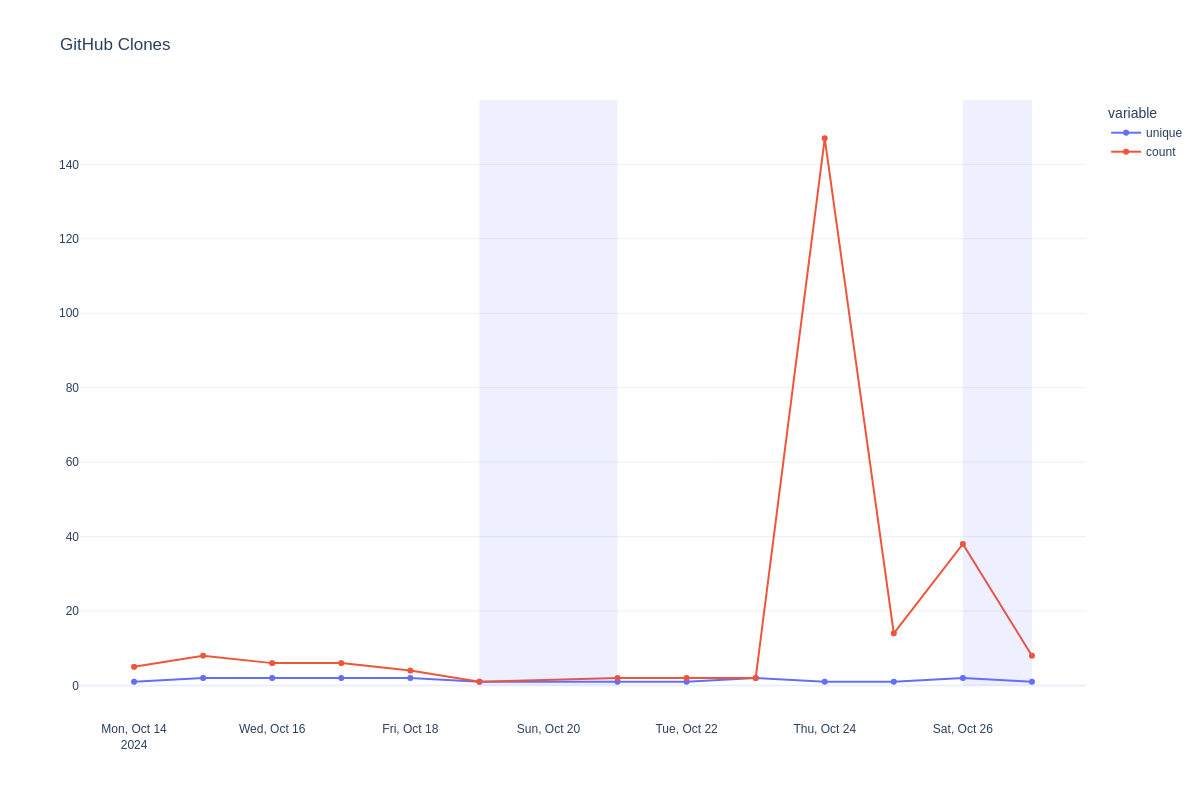 GitHub Clones
variable
unique
count
140
120
100
80
60
40
20
0
Mon, Oct 14
2024
Wed, Oct 16
Fri, Oct 18
Sun, Oct 20
Tue, Oct 22
Thu, Oct 24
Sat, Oct 26